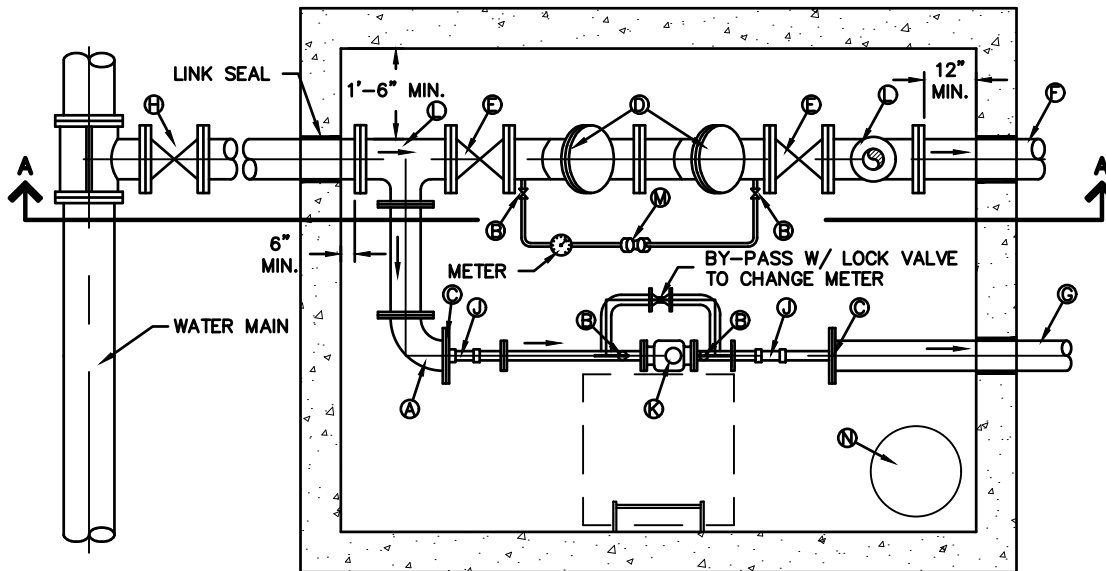 LINK SEAL
1'-6" MIN.
12"
MIN.
H
L
E
D
E
L
F
A
A
B
M
B
6"
MIN.
METER
BY-PASS W/ LOCK VALVE
TO CHANGE METER
WATER MAIN
C
J
B
B
J
C
G
A
K
N